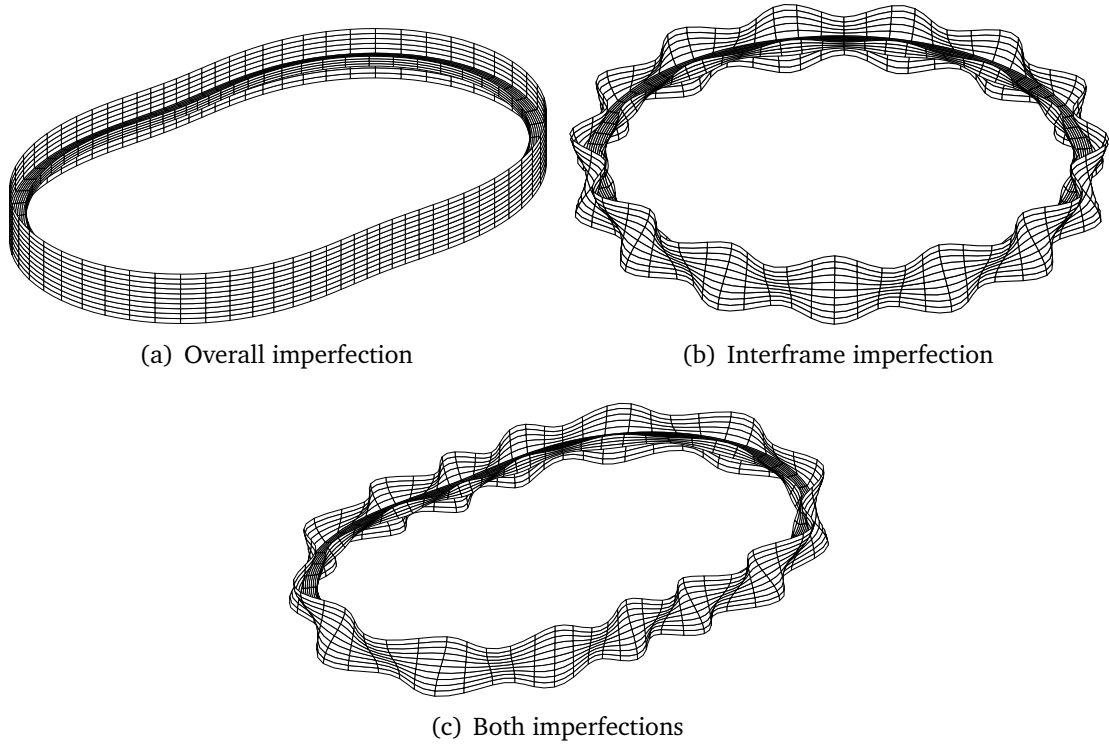 (a) Overall imperfection
(b) Interframe imperfection
(c) Both imperfections